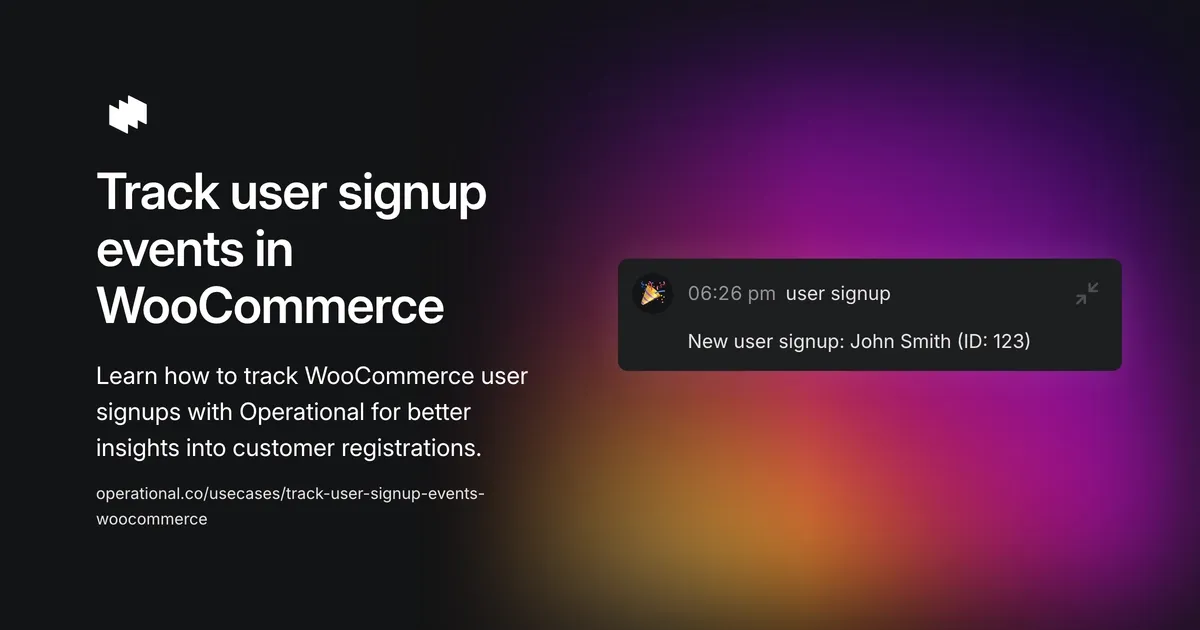 Track user signup
events in
WooCommerce
Learn how to track WooCommerce user
signups with Operational for better
insights into customer registrations.
operational.co/usecases/track-user-signup-events-
woocommerce
06:26 pm user signup
New user signup: John Smith (ID: 123)